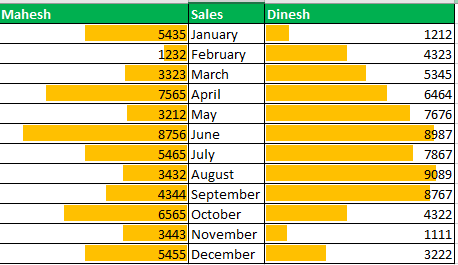 Mahesh Sales Dinesh
5435 January 1212
1232 February 4323
3323 March 5345
7565 April 6464
3212 May 7676
8756 June 8987
5465 July 7867
3432 August 9089
4344 September 8767
6565 October 4322
3443 November 1111
5455 December 3222